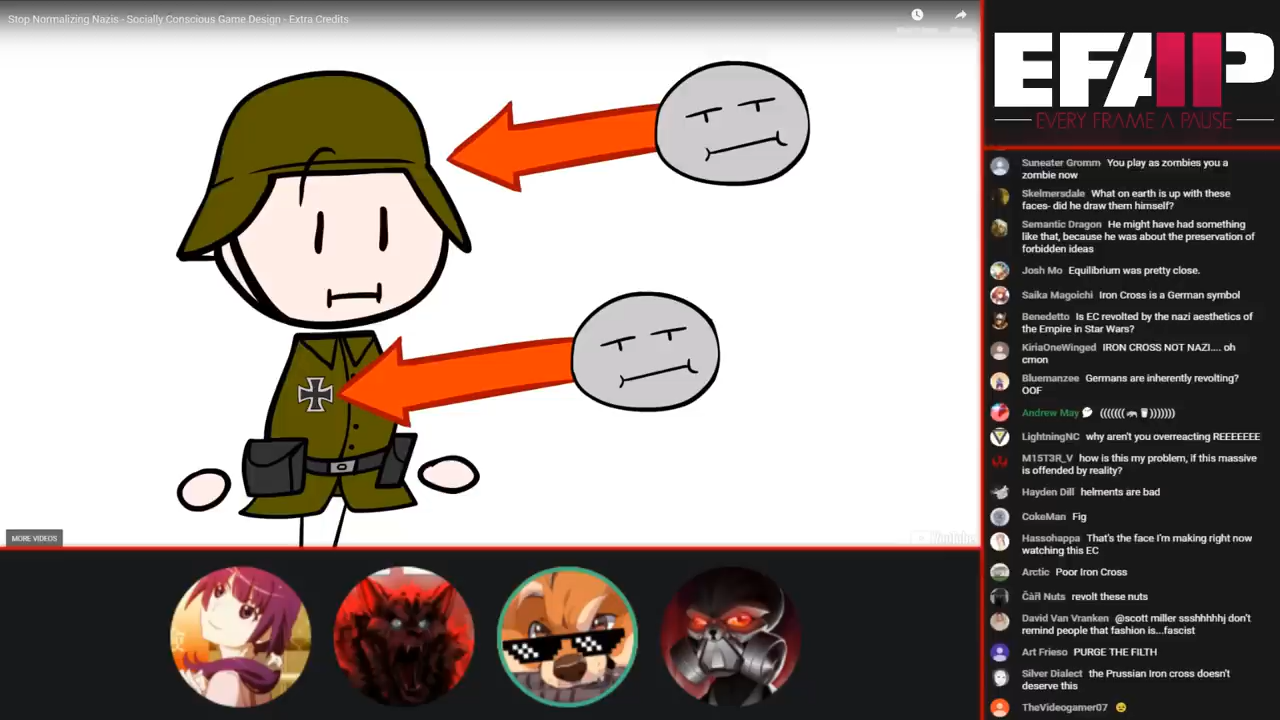 Stop Normalizing Nazis - Socially Conscious Game Design - Extra Credits
MORE VIDEOS
YouTube
EFAP
EVERY FRAME A PAUSE
Suneater Gromm You play as zombies you a
zombie now
Skelmersdale What on earth is up with these
faces- did he draw them himself?
Semantic Dragon He might have had something
like that, because he was about the preservation of
forbidden ideas
Josh Mo Equilibrium was pretty close.
Saika Magoichi Iron Cross is a German symbol
Benedetto Is EC revolted by the nazi aesthetics of
the Empire in Star Wars?
KiriaOneWinged IRON CROSS NOT NAZI.... oh
cmon
Bluemanzee Germans are inherently revolting?
OOF
Andrew May ((((((( 🐜🥛)))))))
LightningNC why aren't you overreacting REEEEEEE
M15T3R_V how is this my problem, if this massive
is offended by reality?
Hayden Dill helments are bad
CokeMan Fig
Hassohappa That's the face I'm making right now
watching this EC
Arctic Poor Iron Cross
Càñ Nuts revolt these nuts
David Van Vranken @scott miller ssshhhhhj don't
remind people that fashion is...fascist
Art Frieso PURGE THE FILTH
Silver Dialect the Prussian Iron cross doesn't
deserve this
TheVideogamer07